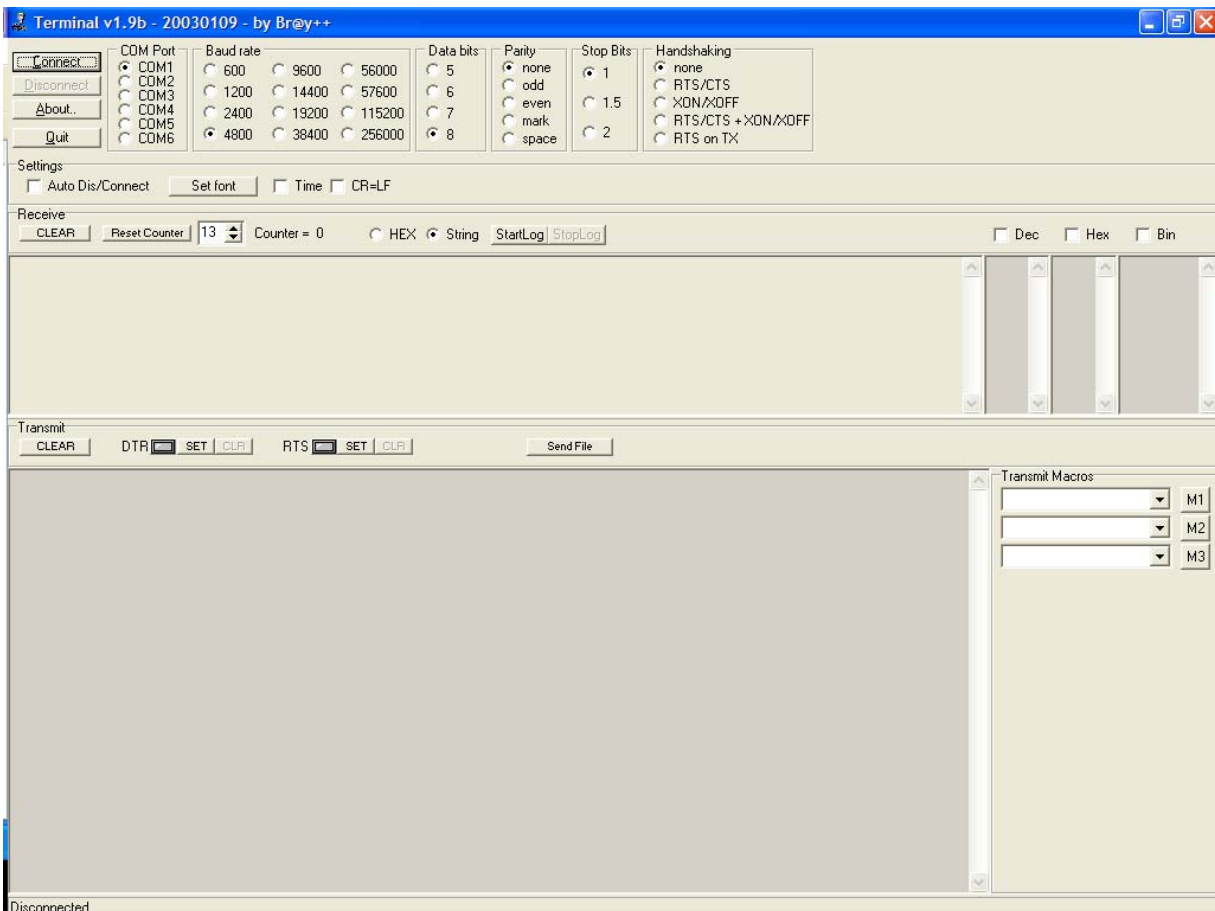 Terminal v1.9b - 20030109 - by Br@y++
Connect
Disconnect
About..
Quit
COM Port
COM1
COM2
COM3
COM4
COM5
COM6
Baud rate
600 9600 56000
1200 14400 57600
2400 19200 115200
4800 38400 256000
Data bits
5
6
7
8
Parity
none
odd
even
mark
space
Stop Bits
1
1.5
2
Handshaking
none
RTS/CTS
XON/XOFF
RTS/CTS + XON/XOFF
RTS on TX
Settings
Auto Dis/Connect Set font Time CR=LF
Receive
CLEAR Reset Counter 13 Counter = 0 HEX String StartLog StopLog Dec Hex Bin
Transmit
CLEAR DTR SET CLR RTS SET CLR Send File
Transmit Macros
M1
M2
M3
Disconnected